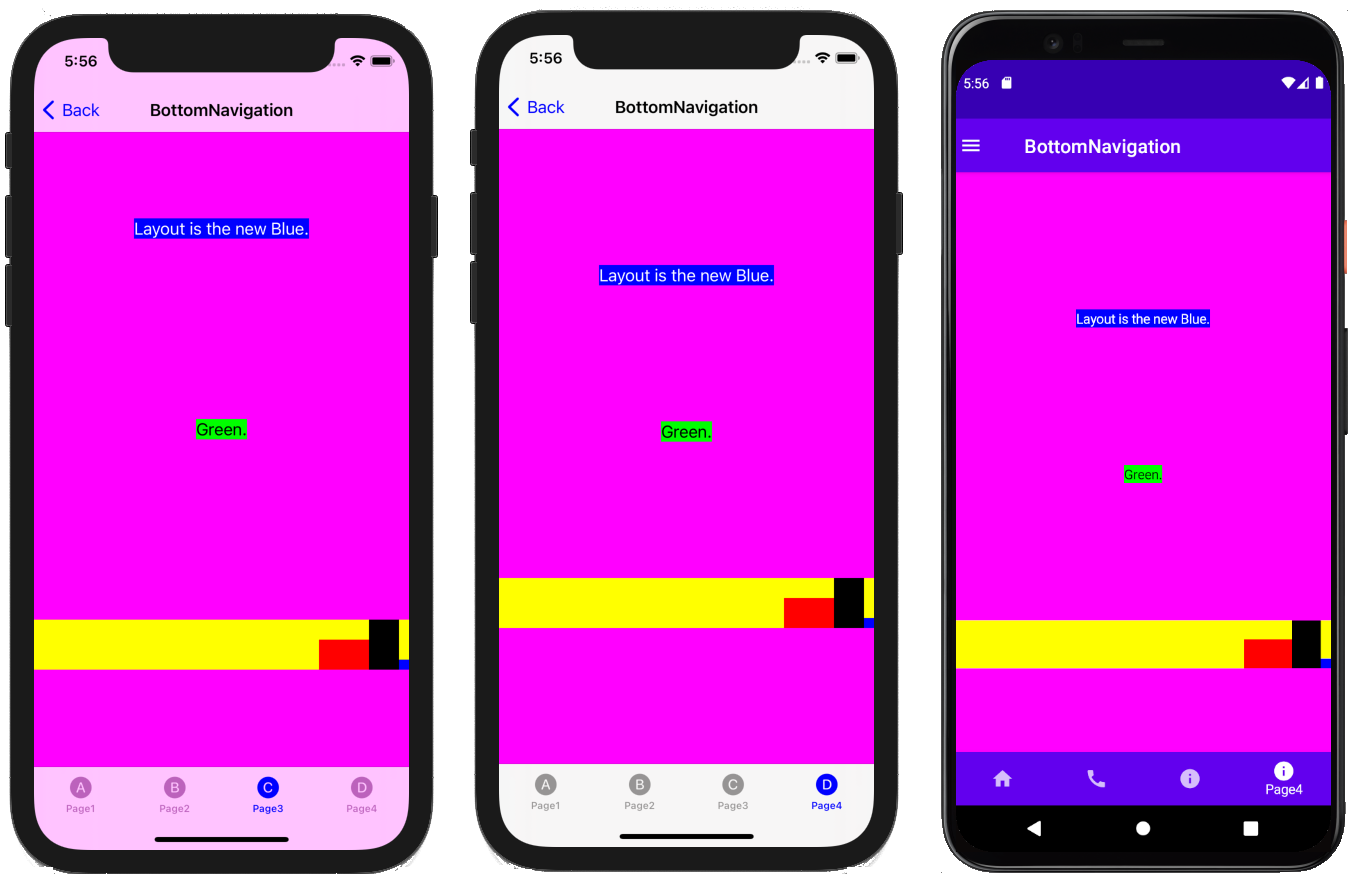 5:56
Back
BottomNavigation
Layout is the new Blue.
Green.
A
B
C
D
Page1
Page2
Page3
Page4
5:56
Back
BottomNavigation
Layout is the new Blue.
Green.
A
B
C
D
Page1
Page2
Page3
Page4
5:56
BottomNavigation
Layout is the new Blue.
Green.
Page4